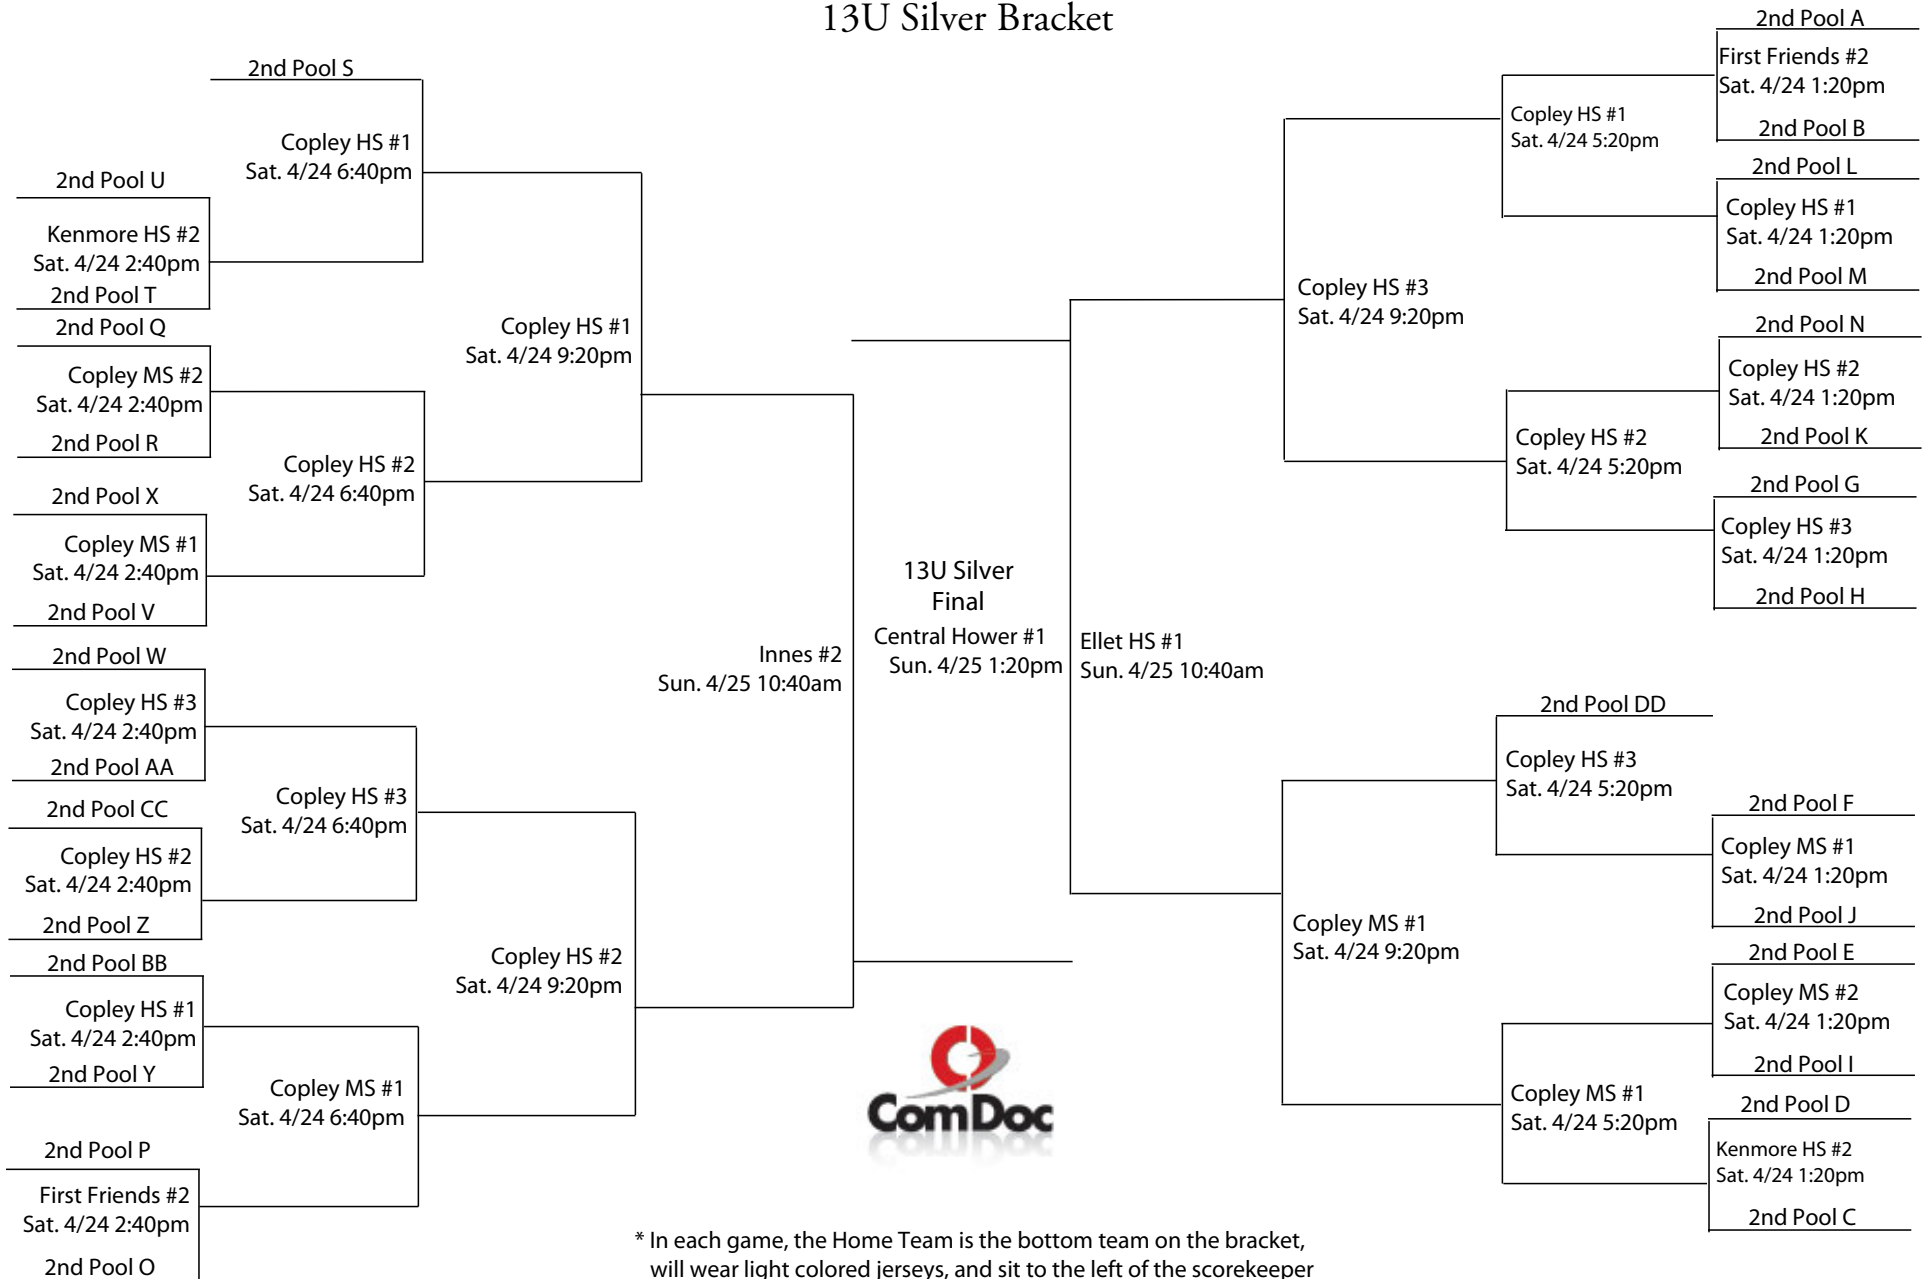 13U Silver Bracket
2nd Pool S
Copley HS #1
Sat. 4/24 6:40pm
2nd Pool U
Kenmore HS #2
Sat. 4/24 2:40pm
2nd Pool T
2nd Pool Q
Copley MS #2
Sat. 4/24 2:40pm
2nd Pool R
Copley HS #2
Sat. 4/24 6:40pm
2nd Pool X
Copley MS #1
Sat. 4/24 2:40pm
2nd Pool V
Copley HS #1
Sat. 4/24 9:20pm
2nd Pool W
Copley HS #3
Sat. 4/24 2:40pm
2nd Pool AA
Copley HS #3
Sat. 4/24 6:40pm
2nd Pool CC
Copley HS #2
Sat. 4/24 2:40pm
2nd Pool Z
2nd Pool BB
Copley HS #1
Sat. 4/24 2:40pm
2nd Pool Y
Copley MS #1
Sat. 4/24 6:40pm
2nd Pool P
First Friends #2
Sat. 4/24 2:40pm
2nd Pool O
Copley HS #2
Sat. 4/24 9:20pm
Innes #2
Sun. 4/25 10:40am
13U Silver
Final
Central Hower #1
Sun. 4/25 1:20pm
Ellet HS #1
Sun. 4/25 10:40am
Copley HS #3
Sat. 4/24 9:20pm
Copley HS #1
Sat. 4/24 5:20pm
2nd Pool A
First Friends #2
Sat. 4/24 1:20pm
2nd Pool B
2nd Pool L
Copley HS #1
Sat. 4/24 1:20pm
2nd Pool M
2nd Pool N
Copley HS #2
Sat. 4/24 1:20pm
2nd Pool K
Copley HS #2
Sat. 4/24 5:20pm
2nd Pool G
Copley HS #3
Sat. 4/24 1:20pm
2nd Pool H
2nd Pool DD
Copley HS #3
Sat. 4/24 5:20pm
2nd Pool F
Copley MS #1
Sat. 4/24 1:20pm
2nd Pool J
Copley MS #1
Sat. 4/24 9:20pm
2nd Pool E
Copley MS #2
Sat. 4/24 1:20pm
2nd Pool I
Copley MS #1
Sat. 4/24 5:20pm
2nd Pool D
Kenmore HS #2
Sat. 4/24 1:20pm
2nd Pool C
ComDoc
* In each game, the Home Team is the bottom team on the bracket,
will wear light colored jerseys, and sit to the left of the scorekeeper